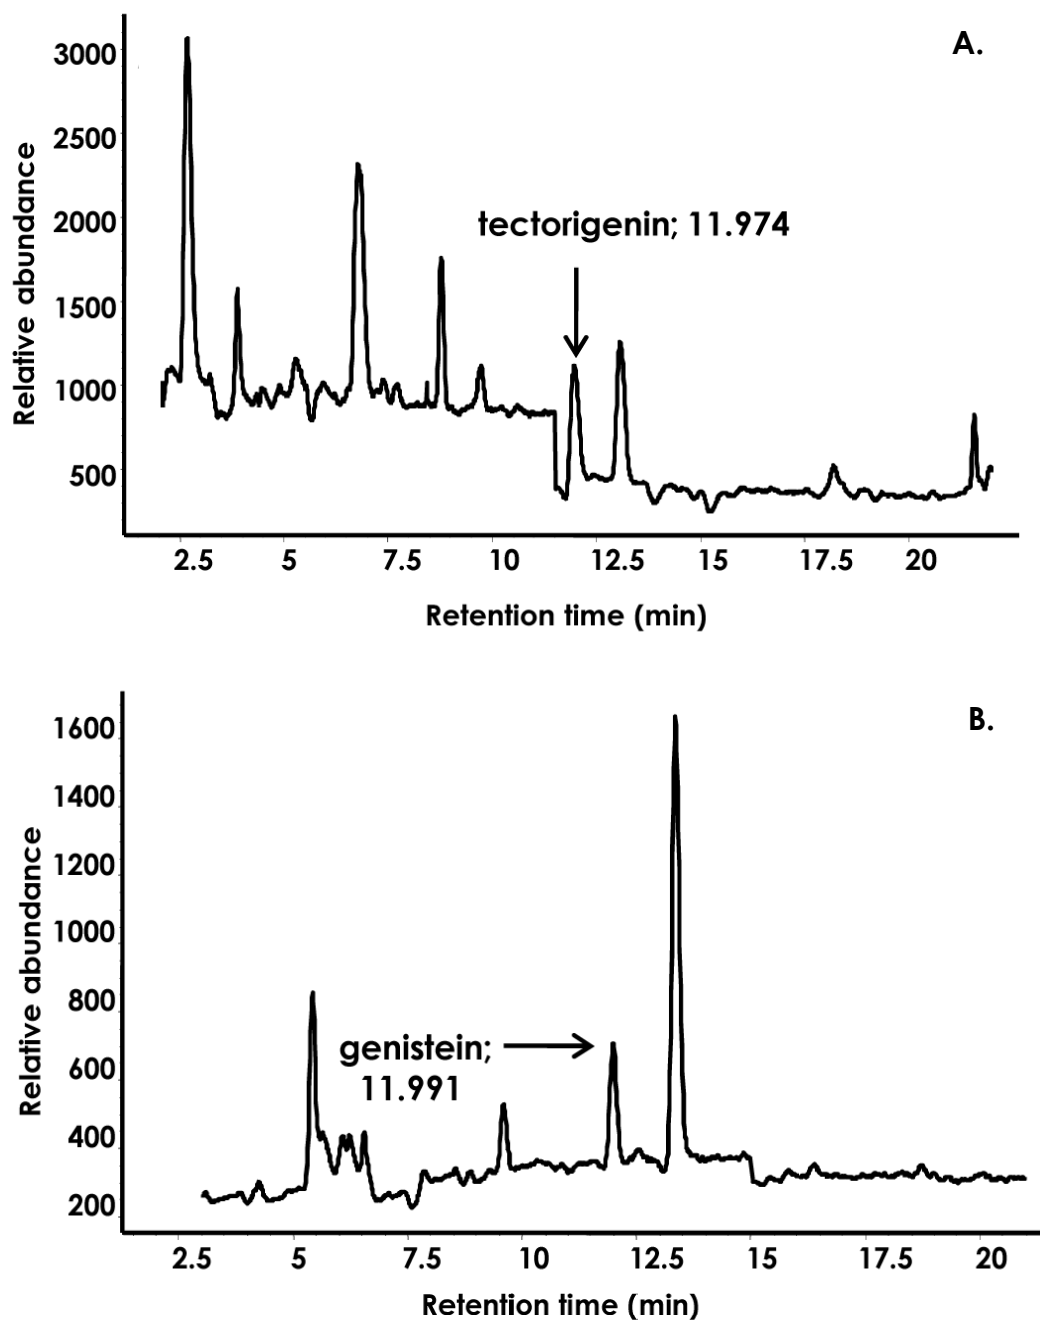 A.
3000
2500
2000
1500
1000
500
Relative abundance
tectorigenin; 11.974
2.5 5 7.5 10 12.5 15 17.5 20
Retention time (min)
B.
1600
1400
1200
1000
800
600
400
200
Relative abundance
genistein;
11.991
2.5 5 7.5 10 12.5 15 17.5 20
Retention time (min)